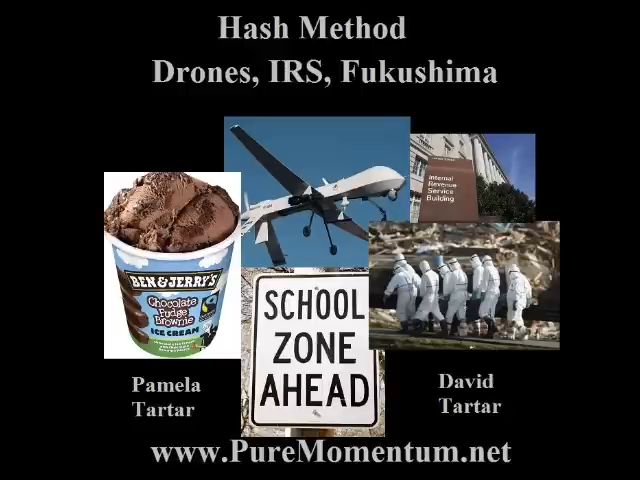 Hash Method
Drones, IRS, Fukushima
Internal
Revenue
Service
Building
BEN & JERRY'S
Chocolate
Fudge
Brownie
ICE CREAM
SCHOOL
ZONE
AHEAD
Pamela
Tartar
David
Tartar
www.PureMomentum.net